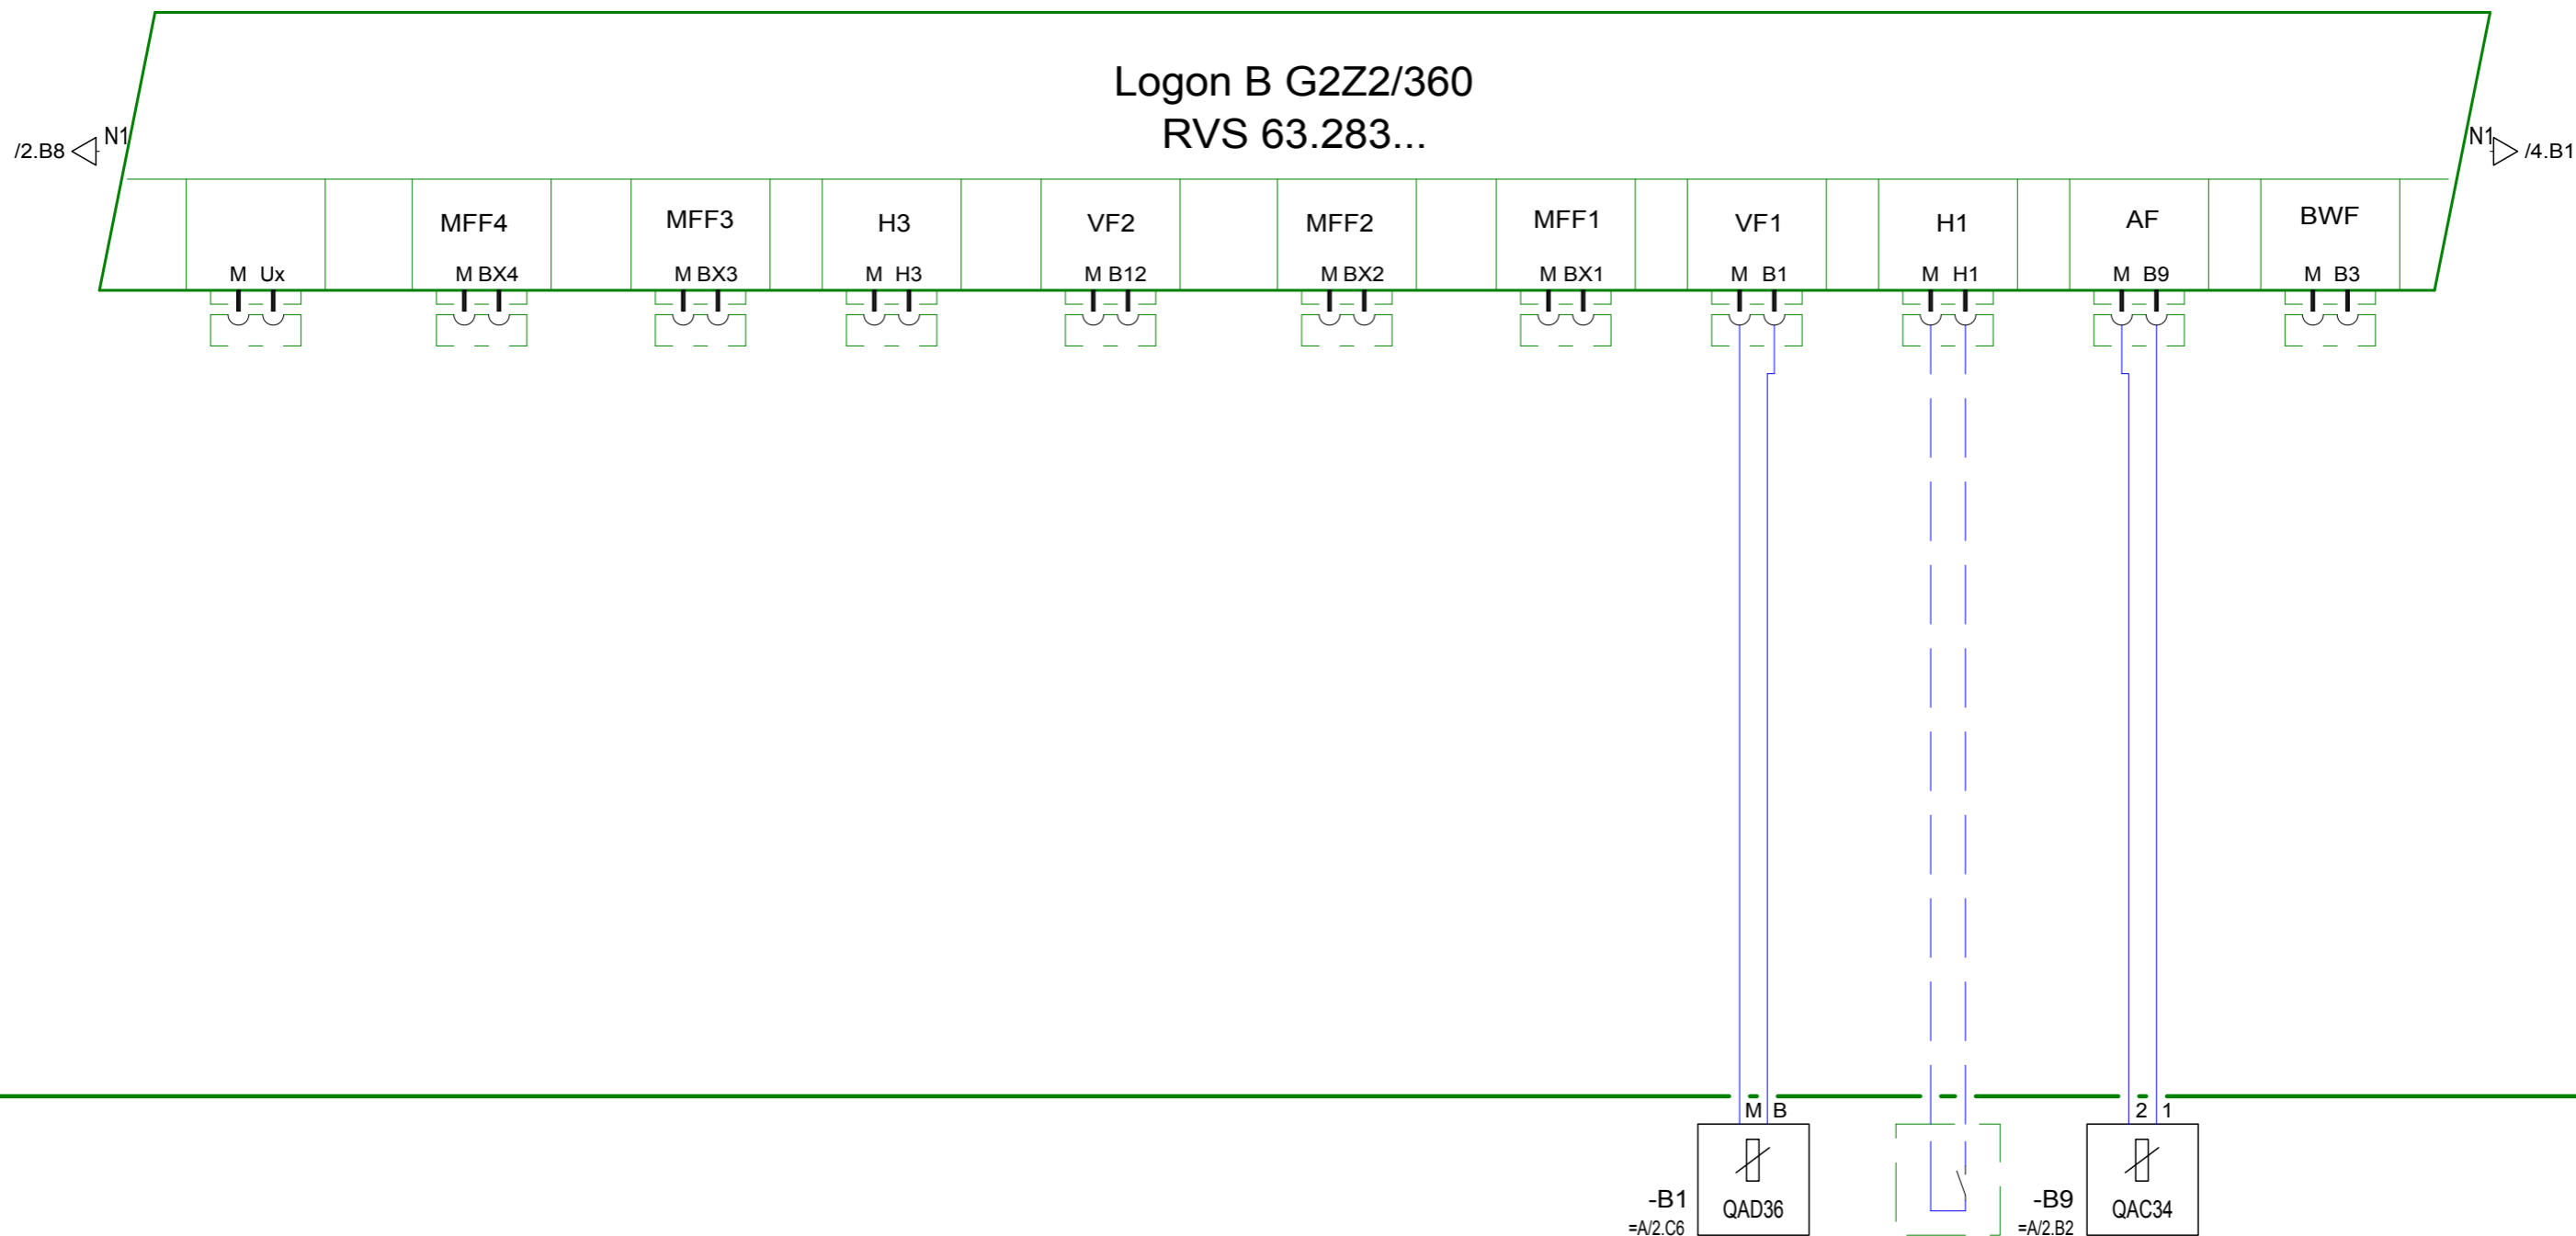 Logon B G2Z2/360
RVS 63.283...
/2.B8 N1 N1 /4.B1
MFF4 MFF3 H3 VF2 MFF2 MFF1 VF1 H1 AF BWF
M Ux M BX4 M BX3 M H3 M B12 M BX2 M BX1 M B1 M H1 M B9 M B3
M B 2 1
-B1 QAD36 -B9 QAC34
=A/2.C6 =A/2.B2